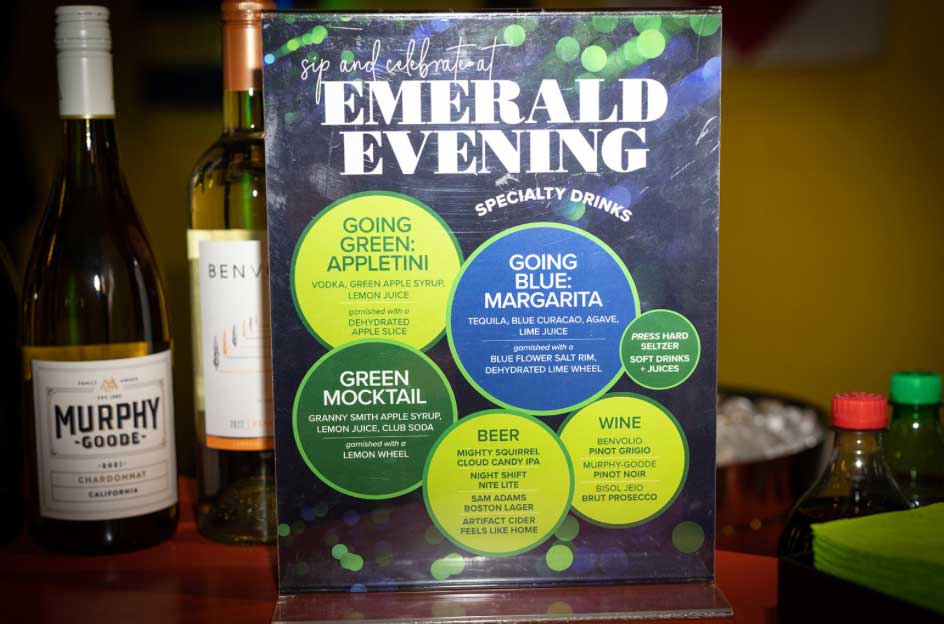 sip and celebrate at
EMERALD
EVENING
SPECIALTY DRINKS
GOING
GREEN:
APPLETINI
VODKA, GREEN APPLE SYRUP,
LEMON JUICE
garnished with a
DEHYDRATED
APPLE SLICE
GOING
BLUE:
MARGARITA
TEQUILA, BLUE CURACAO, AGAVE,
LIME JUICE
garnished with a
BLUE FLOWER SALT RIM,
DEHYDRATED LIME WHEEL
PRESS HARD
SELTZER
SOFT DRINKS
+ JUICES
GREEN
MOCKTAIL
GRANNY SMITH APPLE SYRUP,
LEMON JUICE, CLUB SODA
garnished with a
LEMON WHEEL
BEER
MIGHTY SQUIRREL
CLOUD CANDY IPA
NIGHT SHIFT
NITE LITE
SAM ADAMS
BOSTON LAGER
ARTIFACT CIDER
FEELS LIKE HOME
WINE
BENVOLIO
PINOT GRIGIO
MURPHY-GOODE
PINOT NOIR
BISOL JEIO
BRUT PROSECCO
FAMILY OWNED
MURPHY
-GOODE-
2021
CHARDONNAY
CALIFORNIA
BENV